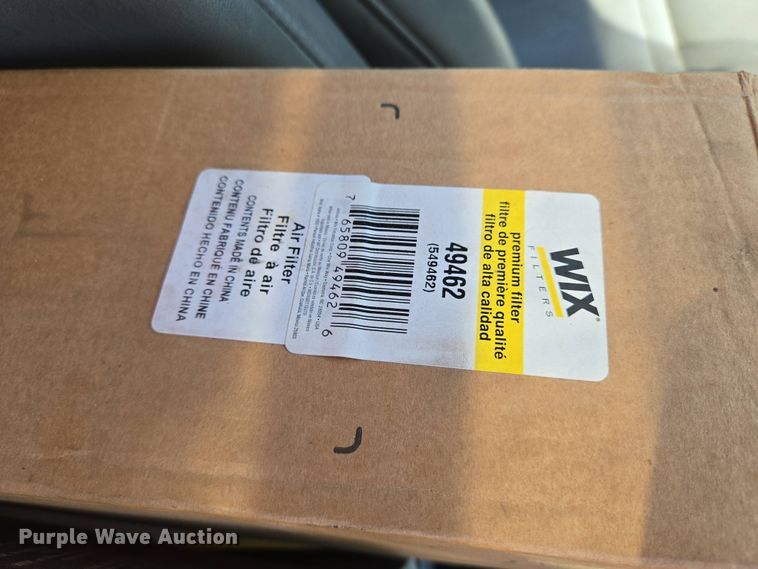 WIX®
FILTERS
premium filter
filtre de première qualité
filtro de alta calidad
49462
(549462)
7 65809 49462 6
Air Filter
Filtre à air
Filtro de aire
CONTENTS MADE IN CHINA
CONTENU FABRIQUÉ EN CHINE
CONTENIDO HECHO EN CHINA
Purple Wave Auction